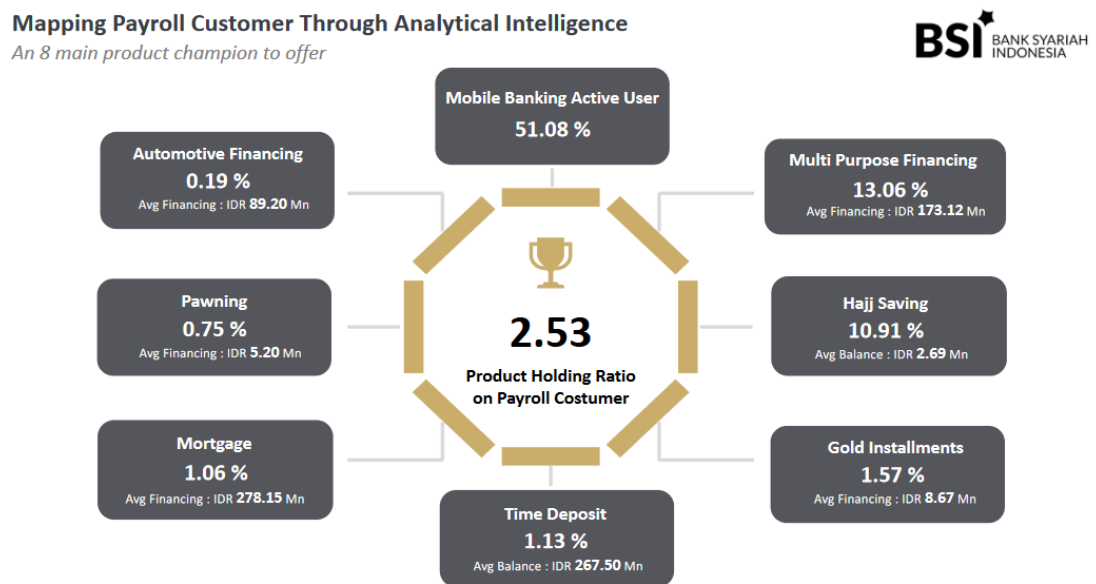 Mapping Payroll Customer Through Analytical Intelligence
An 8 main product champion to offer
BSI BANK SYARIAH
INDONESIA
Mobile Banking Active User
51.08 %
Automotive Financing
0.19 %
Avg Financing : IDR 89.20 Mn
Multi Purpose Financing
13.06 %
Avg Financing : IDR 173.12 Mn
Pawning
0.75 %
Avg Financing : IDR 5.20 Mn
2.53
Product Holding Ratio
on Payroll Costumer
Hajj Saving
10.91 %
Avg Balance : IDR 2.69 Mn
Mortgage
1.06 %
Avg Financing : IDR 278.15 Mn
Gold Installments
1.57 %
Avg Financing : IDR 8.67 Mn
Time Deposit
1.13 %
Avg Balance : IDR 267.50 Mn